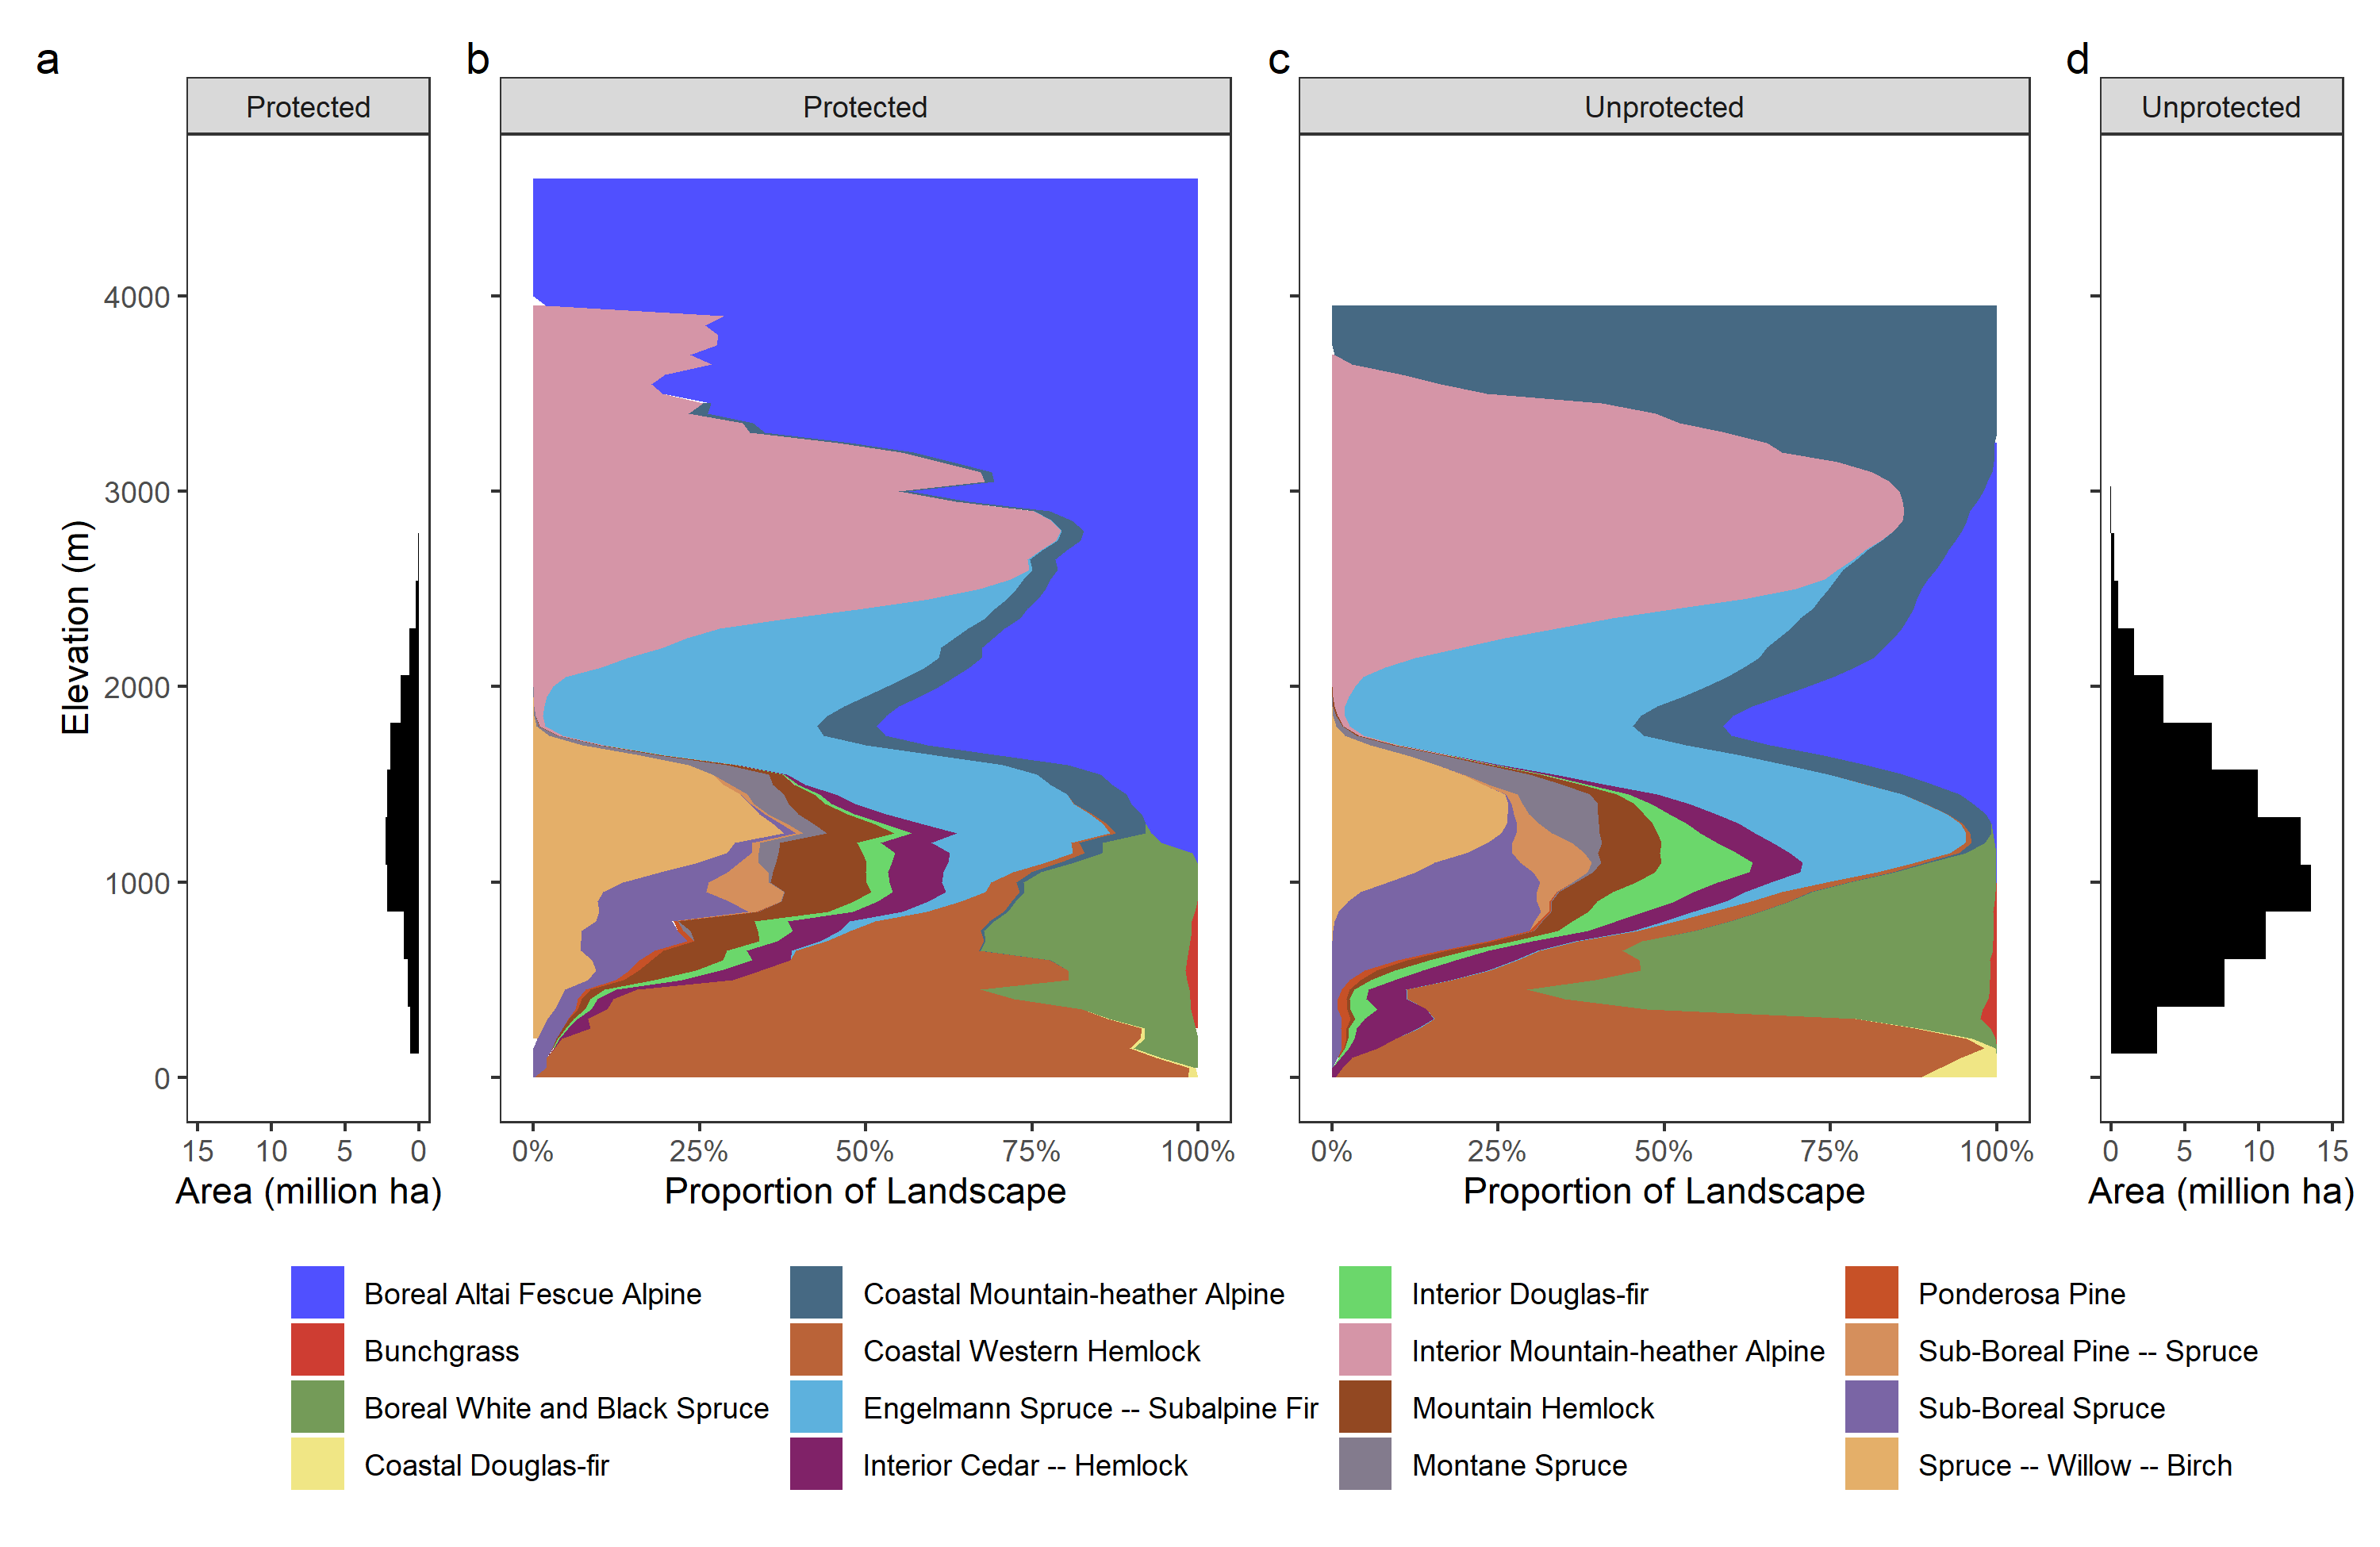 a
b
c
d
Protected
Protected
Unprotected
Unprotected
Elevation (m)
4000
3000
2000
1000
0
15 10 5 0
0% 25% 50% 75% 100%
0% 25% 50% 75% 100%
0 5 10 15
Area (million ha)
Proportion of Landscape
Proportion of Landscape
Area (million ha)
Boreal Altai Fescue Alpine
Bunchgrass
Boreal White and Black Spruce
Coastal Douglas-fir
Coastal Mountain-heather Alpine
Coastal Western Hemlock
Engelmann Spruce -- Subalpine Fir
Interior Cedar -- Hemlock
Interior Douglas-fir
Interior Mountain-heather Alpine
Mountain Hemlock
Montane Spruce
Ponderosa Pine
Sub-Boreal Pine -- Spruce
Sub-Boreal Spruce
Spruce -- Willow -- Birch